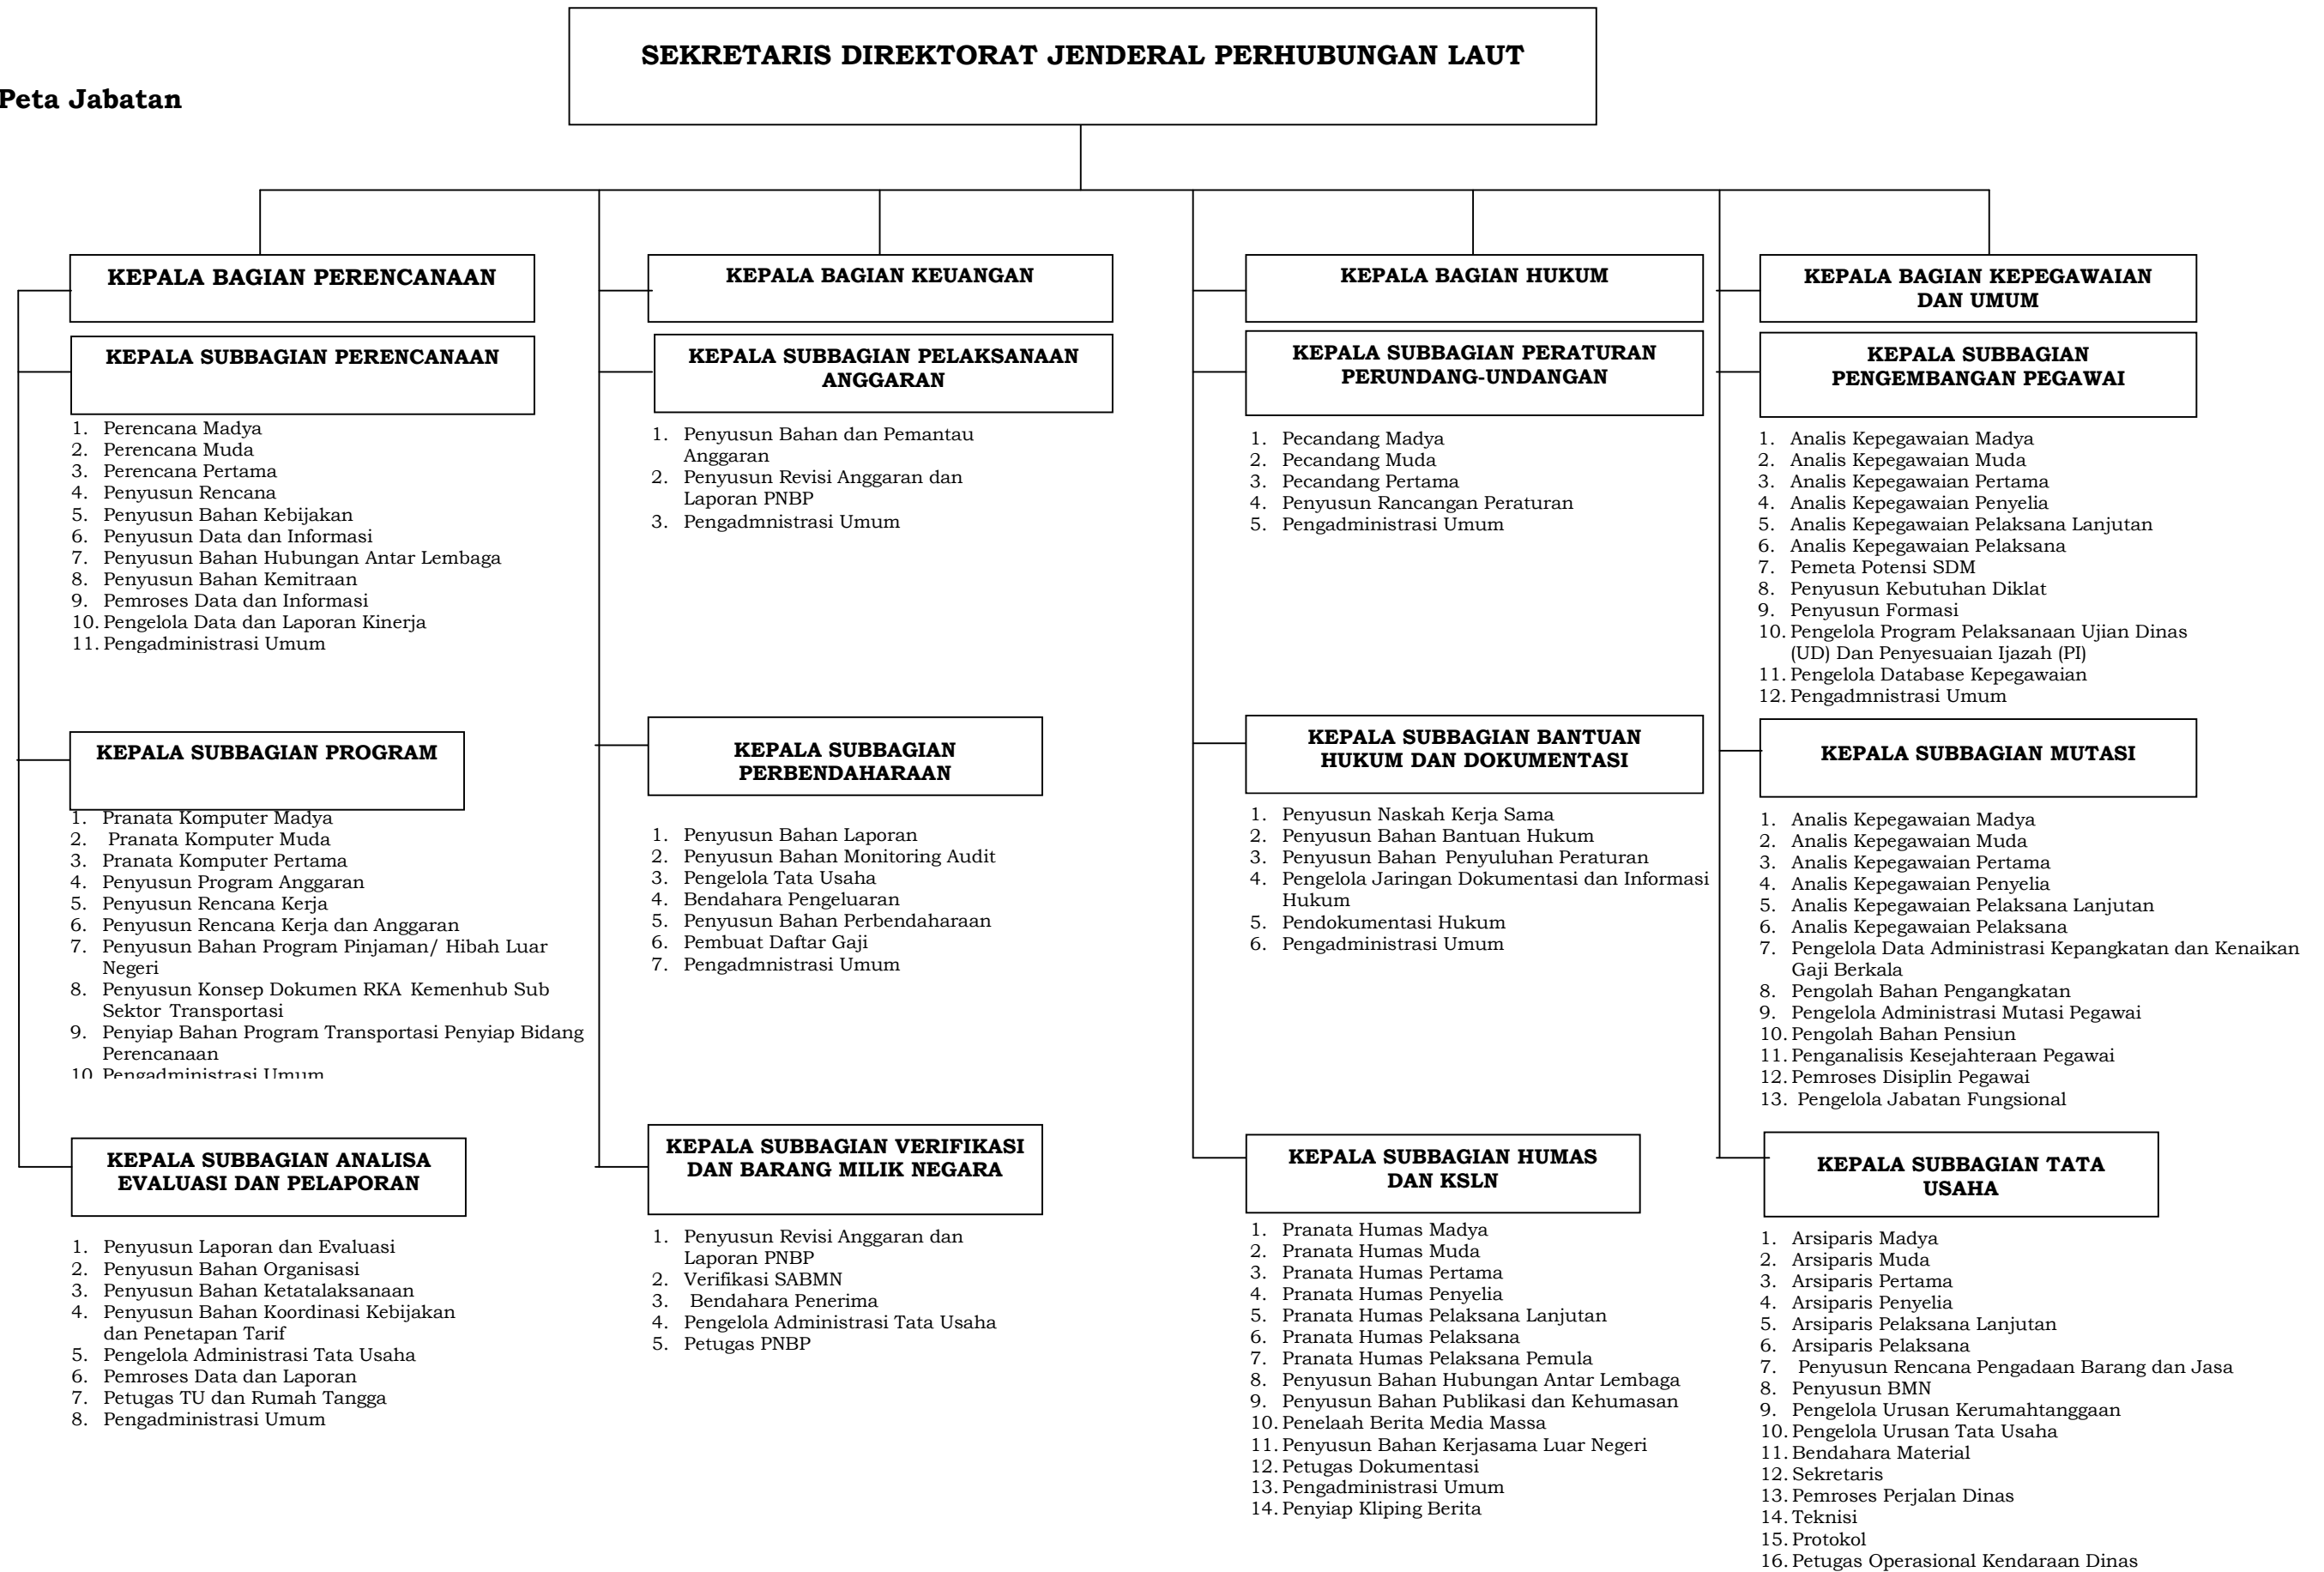 SEKRETARIS DIREKTORAT JENDERAL PERHUBUNGAN LAUT
Peta Jabatan
KEPALA BAGIAN PERENCANAAN
KEPALA SUBBAGIAN PERENCANAAN
1. Perencana Madya
2. Perencana Muda
3. Perencana Pertama
4. Penyusun Rencana
5. Penyusun Bahan Kebijakan
6. Penyusun Data dan Informasi
7. Penyusun Bahan Hubungan Antar Lembaga
8. Penyusun Bahan Kemitraan
9. Pemroses Data dan Informasi
10. Pengelola Data dan Laporan Kinerja
11. Pengadministrasi Umum
KEPALA SUBBAGIAN PROGRAM
1. Pranata Komputer Madya
2. Pranata Komputer Muda
3. Pranata Komputer Pertama
4. Penyusun Program Anggaran
5. Penyusun Rencana Kerja
6. Penyusun Rencana Kerja dan Anggaran
7. Penyusun Bahan Program Pinjaman/ Hibah Luar
Negeri
8. Penyusun Konsep Dokumen RKA Kemenhub Sub
Sektor Transportasi
9. Penyiap Bahan Program Transportasi Penyiap Bidang
Perencanaan
10. Pengadministrasi Umum
KEPALA SUBBAGIAN ANALISA
EVALUASI DAN PELAPORAN
1. Penyusun Laporan dan Evaluasi
2. Penyusun Bahan Organisasi
3. Penyusun Bahan Ketatalaksanaan
4. Penyusun Bahan Koordinasi Kebijakan
dan Penetapan Tarif
5. Pengelola Administrasi Tata Usaha
6. Pemroses Data dan Laporan
7. Petugas TU dan Rumah Tangga
8. Pengadministrasi Umum
KEPALA BAGIAN KEUANGAN
KEPALA SUBBAGIAN PELAKSANAAN
ANGGARAN
1. Penyusun Bahan dan Pemantau
Anggaran
2. Penyusun Revisi Anggaran dan
Laporan PNBP
3. Pengadmnistrasi Umum
KEPALA SUBBAGIAN
PERBENDAHARAAN
1. Penyusun Bahan Laporan
2. Penyusun Bahan Monitoring Audit
3. Pengelola Tata Usaha
4. Bendahara Pengeluaran
5. Penyusun Bahan Perbendaharaan
6. Pembuat Daftar Gaji
7. Pengadmnistrasi Umum
KEPALA SUBBAGIAN VERIFIKASI
DAN BARANG MILIK NEGARA
1. Penyusun Revisi Anggaran dan
Laporan PNBP
2. Verifikasi SABMN
3. Bendahara Penerima
4. Pengelola Administrasi Tata Usaha
5. Petugas PNBP
KEPALA BAGIAN HUKUM
KEPALA SUBBAGIAN PERATURAN
PERUNDANG-UNDANGAN
1. Pecandang Madya
2. Pecandang Muda
3. Pecandang Pertama
4. Penyusun Rancangan Peraturan
5. Pengadministrasi Umum
KEPALA SUBBAGIAN BANTUAN
HUKUM DAN DOKUMENTASI
1. Penyusun Naskah Kerja Sama
2. Penyusun Bahan Bantuan Hukum
3. Penyusun Bahan Penyuluhan Peraturan
4. Pengelola Jaringan Dokumentasi dan Informasi
Hukum
5. Pendokumentasi Hukum
6. Pengadministrasi Umum
KEPALA SUBBAGIAN HUMAS
DAN KSLN
1. Pranata Humas Madya
2. Pranata Humas Muda
3. Pranata Humas Pertama
4. Pranata Humas Penyelia
5. Pranata Humas Pelaksana Lanjutan
6. Pranata Humas Pelaksana
7. Pranata Humas Pelaksana Pemula
8. Penyusun Bahan Hubungan Antar Lembaga
9. Penyusun Bahan Publikasi dan Kehumasan
10. Penelaah Berita Media Massa
11. Penyusun Bahan Kerjasama Luar Negeri
12. Petugas Dokumentasi
13. Pengadministrasi Umum
14. Penyiap Kliping Berita
KEPALA BAGIAN KEPEGAWAIAN
DAN UMUM
KEPALA SUBBAGIAN
PENGEMBANGAN PEGAWAI
1. Analis Kepegawaian Madya
2. Analis Kepegawaian Muda
3. Analis Kepegawaian Pertama
4. Analis Kepegawaian Penyelia
5. Analis Kepegawaian Pelaksana Lanjutan
6. Analis Kepegawaian Pelaksana
7. Pemeta Potensi SDM
8. Penyusun Kebutuhan Diklat
9. Penyusun Formasi
10. Pengelola Program Pelaksanaan Ujian Dinas
(UD) Dan Penyesuaian Ijazah (PI)
11. Pengelola Database Kepegawaian
12. Pengadmnistrasi Umum
KEPALA SUBBAGIAN MUTASI
1. Analis Kepegawaian Madya
2. Analis Kepegawaian Muda
3. Analis Kepegawaian Pertama
4. Analis Kepegawaian Penyelia
5. Analis Kepegawaian Pelaksana Lanjutan
6. Analis Kepegawaian Pelaksana
7. Pengelola Data Administrasi Kepangkatan dan Kenaikan
Gaji Berkala
8. Pengolah Bahan Pengangkatan
9. Pengelola Administrasi Mutasi Pegawai
10. Pengolah Bahan Pensiun
11. Penganalisis Kesejahteraan Pegawai
12. Pemroses Disiplin Pegawai
13. Pengelola Jabatan Fungsional
KEPALA SUBBAGIAN TATA
USAHA
1. Arsiparis Madya
2. Arsiparis Muda
3. Arsiparis Pertama
4. Arsiparis Penyelia
5. Arsiparis Pelaksana Lanjutan
6. Arsiparis Pelaksana
7. Penyusun Rencana Pengadaan Barang dan Jasa
8. Penyusun BMN
9. Pengelola Urusan Kerumahtanggaan
10. Pengelola Urusan Tata Usaha
11. Bendahara Material
12. Sekretaris
13. Pemroses Perjalan Dinas
14. Teknisi
15. Protokol
16. Petugas Operasional Kendaraan Dinas